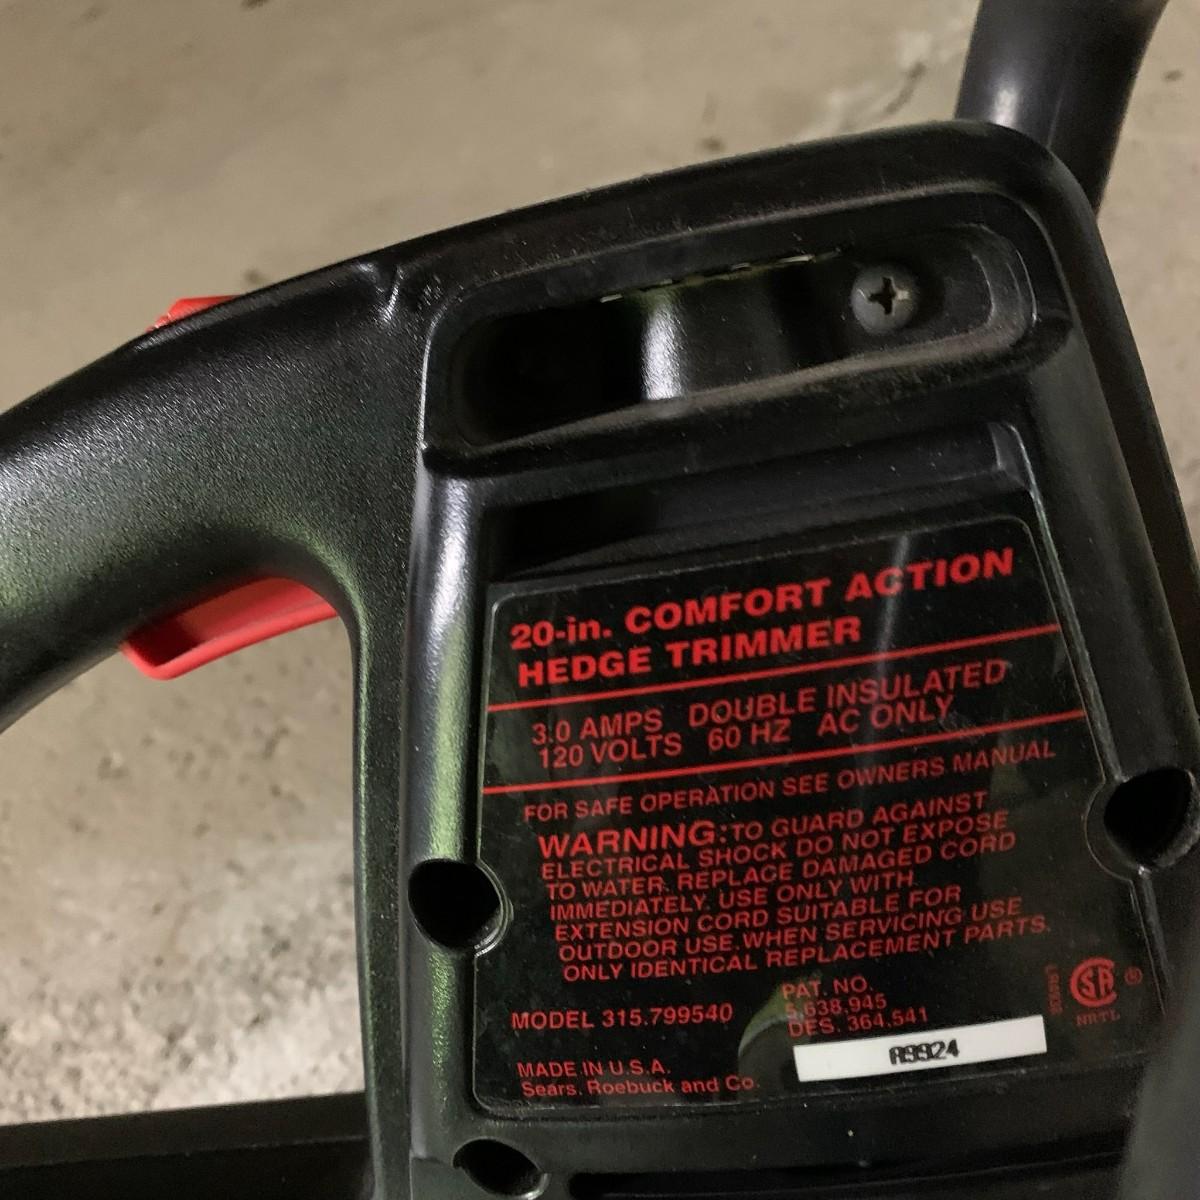 20-in. COMFORT ACTION
HEDGE TRIMMER
3.0 AMPS DOUBLE INSULATED
120 VOLTS 60 HZ AC ONLY
FOR SAFE OPERATION SEE OWNERS MANUAL
WARNING: TO GUARD AGAINST
ELECTRICAL SHOCK DO NOT EXPOSE
TO WATER. REPLACE DAMAGED CORD
IMMEDIATELY. USE ONLY WITH
EXTENSION CORD SUITABLE FOR
OUTDOOR USE. WHEN SERVICING USE
ONLY IDENTICAL REPLACEMENT PARTS.
MODEL 315.799540
PAT. NO.
5,638,945
DES. 364,541
MADE IN U.S.A.
Sears, Roebuck and Co.
A9924
SA ®
NRTL